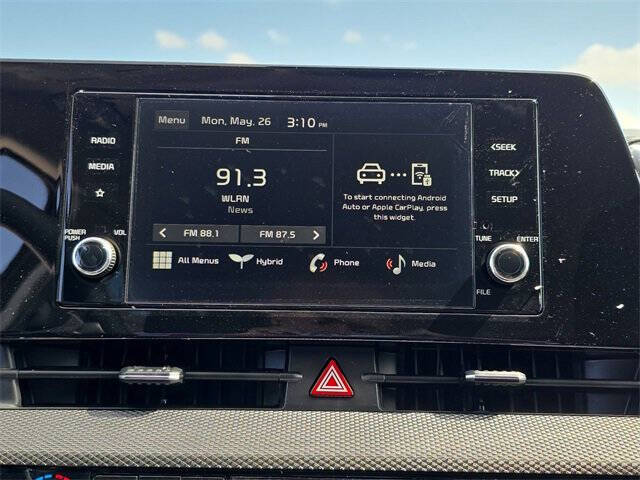 Menu Mon, May. 26 3:10 PM
FM
91.3
WLRN
News
FM 88.1 FM 87.5
To start connecting Android
Auto or Apple CarPlay, press
this widget.
All Menus Hybrid Phone Media
RADIO
MEDIA
POWER
PUSH
VOL
<SEEK
TRACK>
SETUP
TUNE
ENTER
FILE